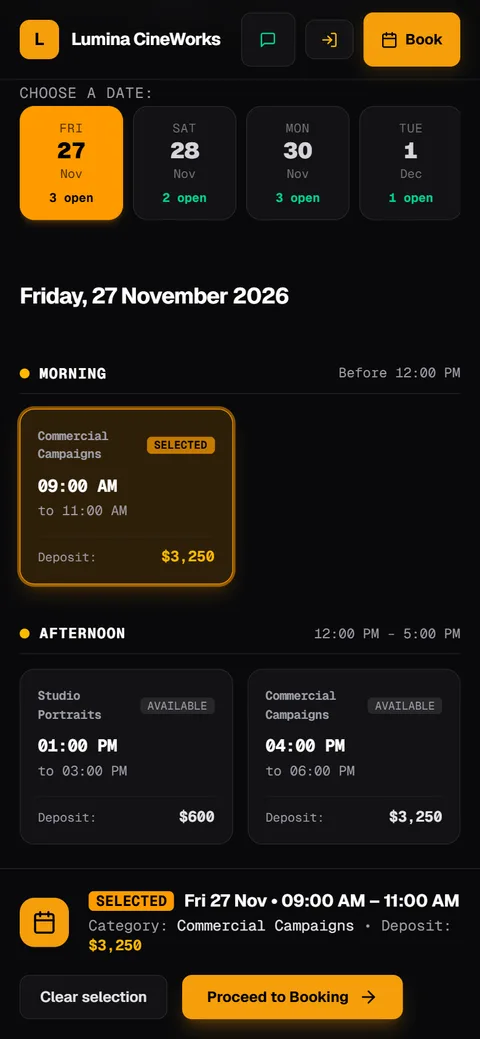 L Lumina CineWorks Book
CHOOSE A DATE:
FRI SAT MON TUE
27 28 30 1
Nov Nov Nov Dec
3 open 2 open 3 open 1 open
Friday, 27 November 2026
MORNING Before 12:00 PM
Commercial
Campaigns
SELECTED
09:00 AM
to 11:00 AM
Deposit: $3,250
AFTERNOON 12:00 PM – 5:00 PM
Studio
Portraits
AVAILABLE
01:00 PM
to 03:00 PM
Deposit: $600
Commercial
Campaigns
AVAILABLE
04:00 PM
to 06:00 PM
Deposit: $3,250
SELECTED Fri 27 Nov • 09:00 AM – 11:00 AM
Category: Commercial Campaigns • Deposit:
$3,250
Clear selection Proceed to Booking →